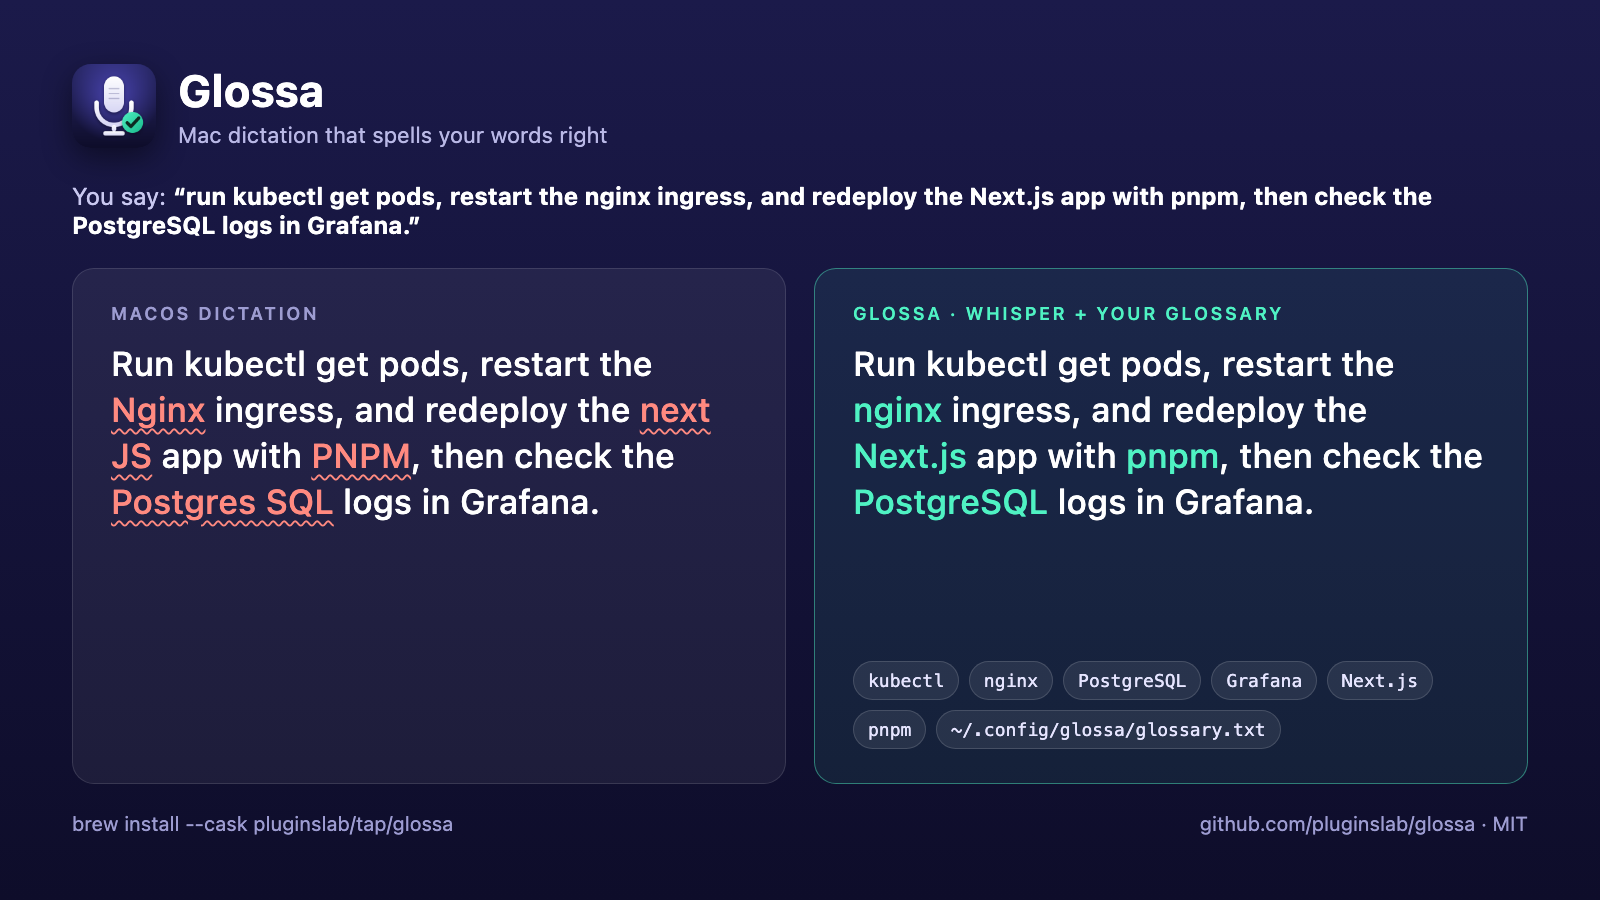 Glossa
Mac dictation that spells your words right
You say: “run kubectl get pods, restart the nginx ingress, and redeploy the Next.js app with pnpm, then check the
PostgreSQL logs in Grafana.”
MACOS DICTATION
Run kubectl get pods, restart the
Nginx ingress, and redeploy the next
JS app with PNPM, then check the
Postgres SQL logs in Grafana.
GLOSSA · WHISPER + YOUR GLOSSARY
Run kubectl get pods, restart the
nginx ingress, and redeploy the
Next.js app with pnpm, then check the
PostgreSQL logs in Grafana.
kubectl nginx PostgreSQL Grafana Next.js
pnpm ~/.config/glossa/glossary.txt
brew install --cask pluginslab/tap/glossa
github.com/pluginslab/glossa · MIT